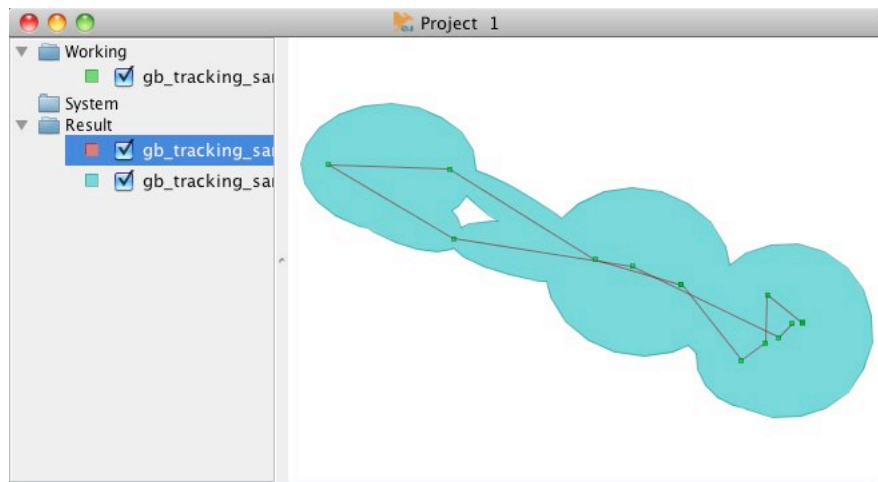 Project 1
Working
gb_tracking_sa
System
Result
gb_tracking_sa
gb_tracking_sa